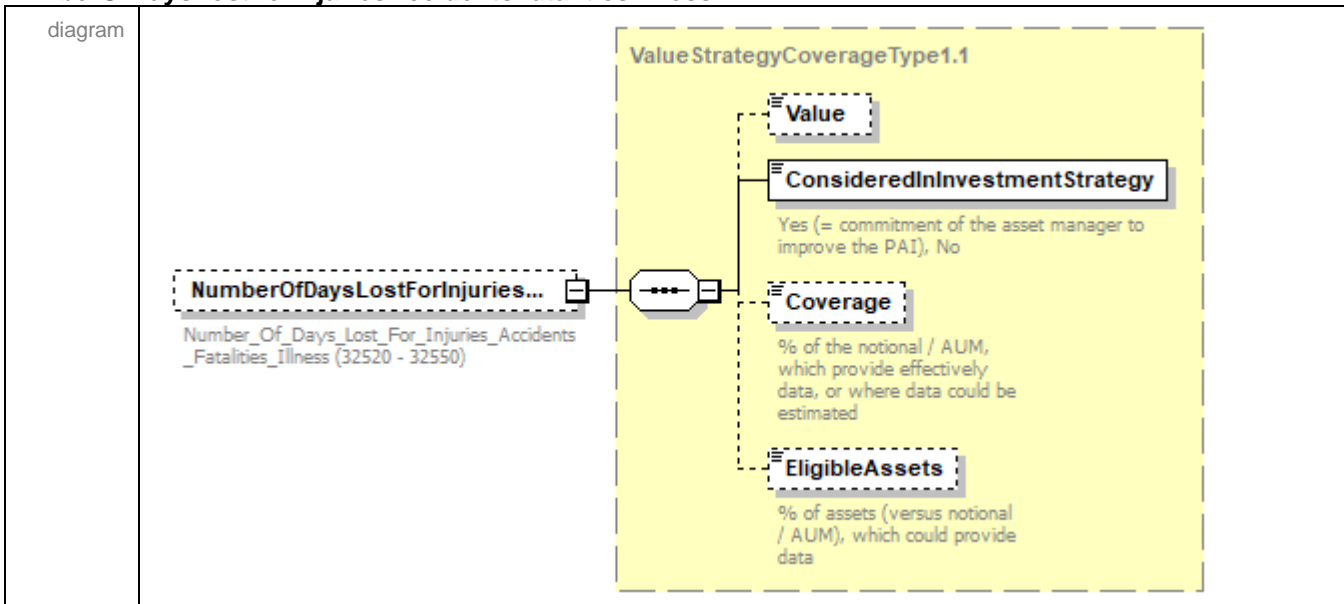 diagram
ValueStrategyCoverageType1.1
Value
ConsideredInInvestmentStrategy
Yes (= commitment of the asset manager to
improve the PAI), No
NumberOfDaysLostForInjuries...
Number_Of_Days_Lost_For_Injuries_Accidents
_Fatalities_Illness (32520 - 32550)
Coverage
% of the notional / AUM,
which provide effectively
data, or where data could be
estimated
EligibleAssets
% of assets (versus notional
/ AUM), which could provide
data